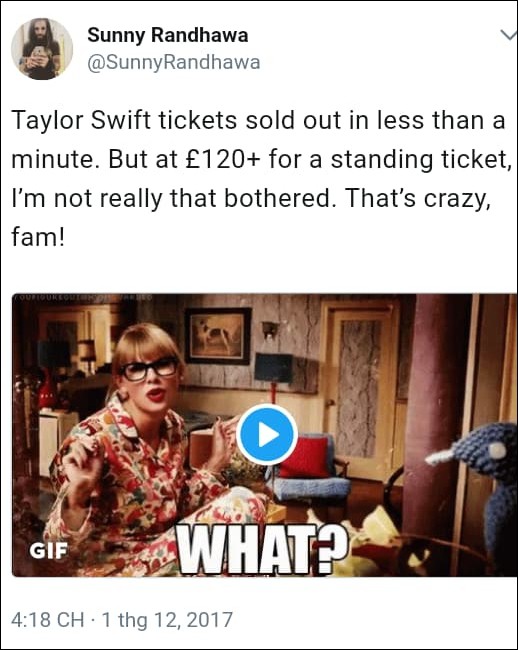 Sunny Randhawa
@SunnyRandhawa
Taylor Swift tickets sold out in less than a
minute. But at £120+ for a standing ticket,
I’m not really that bothered. That’s crazy,
fam!
GIF
WHAT?
4:18 CH · 1 thg 12, 2017